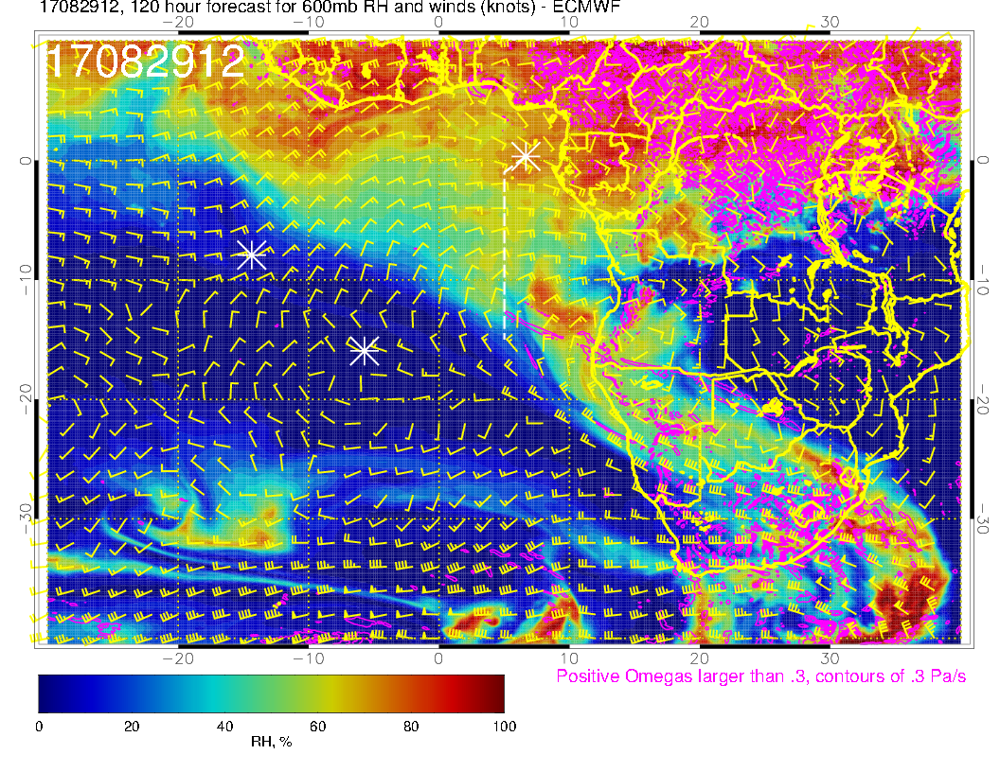 17082912, 120 hour forecast for 600mb RH and winds (knots) - ECMWF
-20 -10 0 10 20 30
17082912
0 0
-10 -10
-20 -20
-30 -30
-20 -10 0 10 20 30
Positive Omegas larger than .3, contours of .3 Pa/s
0 20 40 60 80 100
RH, %